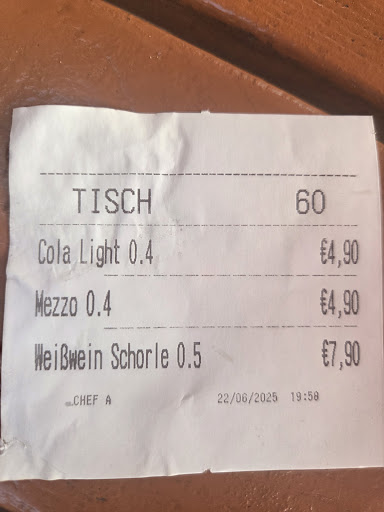 TISCH 60
Cola Light 0.4 €4,90
Mezzo 0.4 €4,90
Weißwein Schorle 0.5 €7,90
CHEF A 22/06/2025 19:58